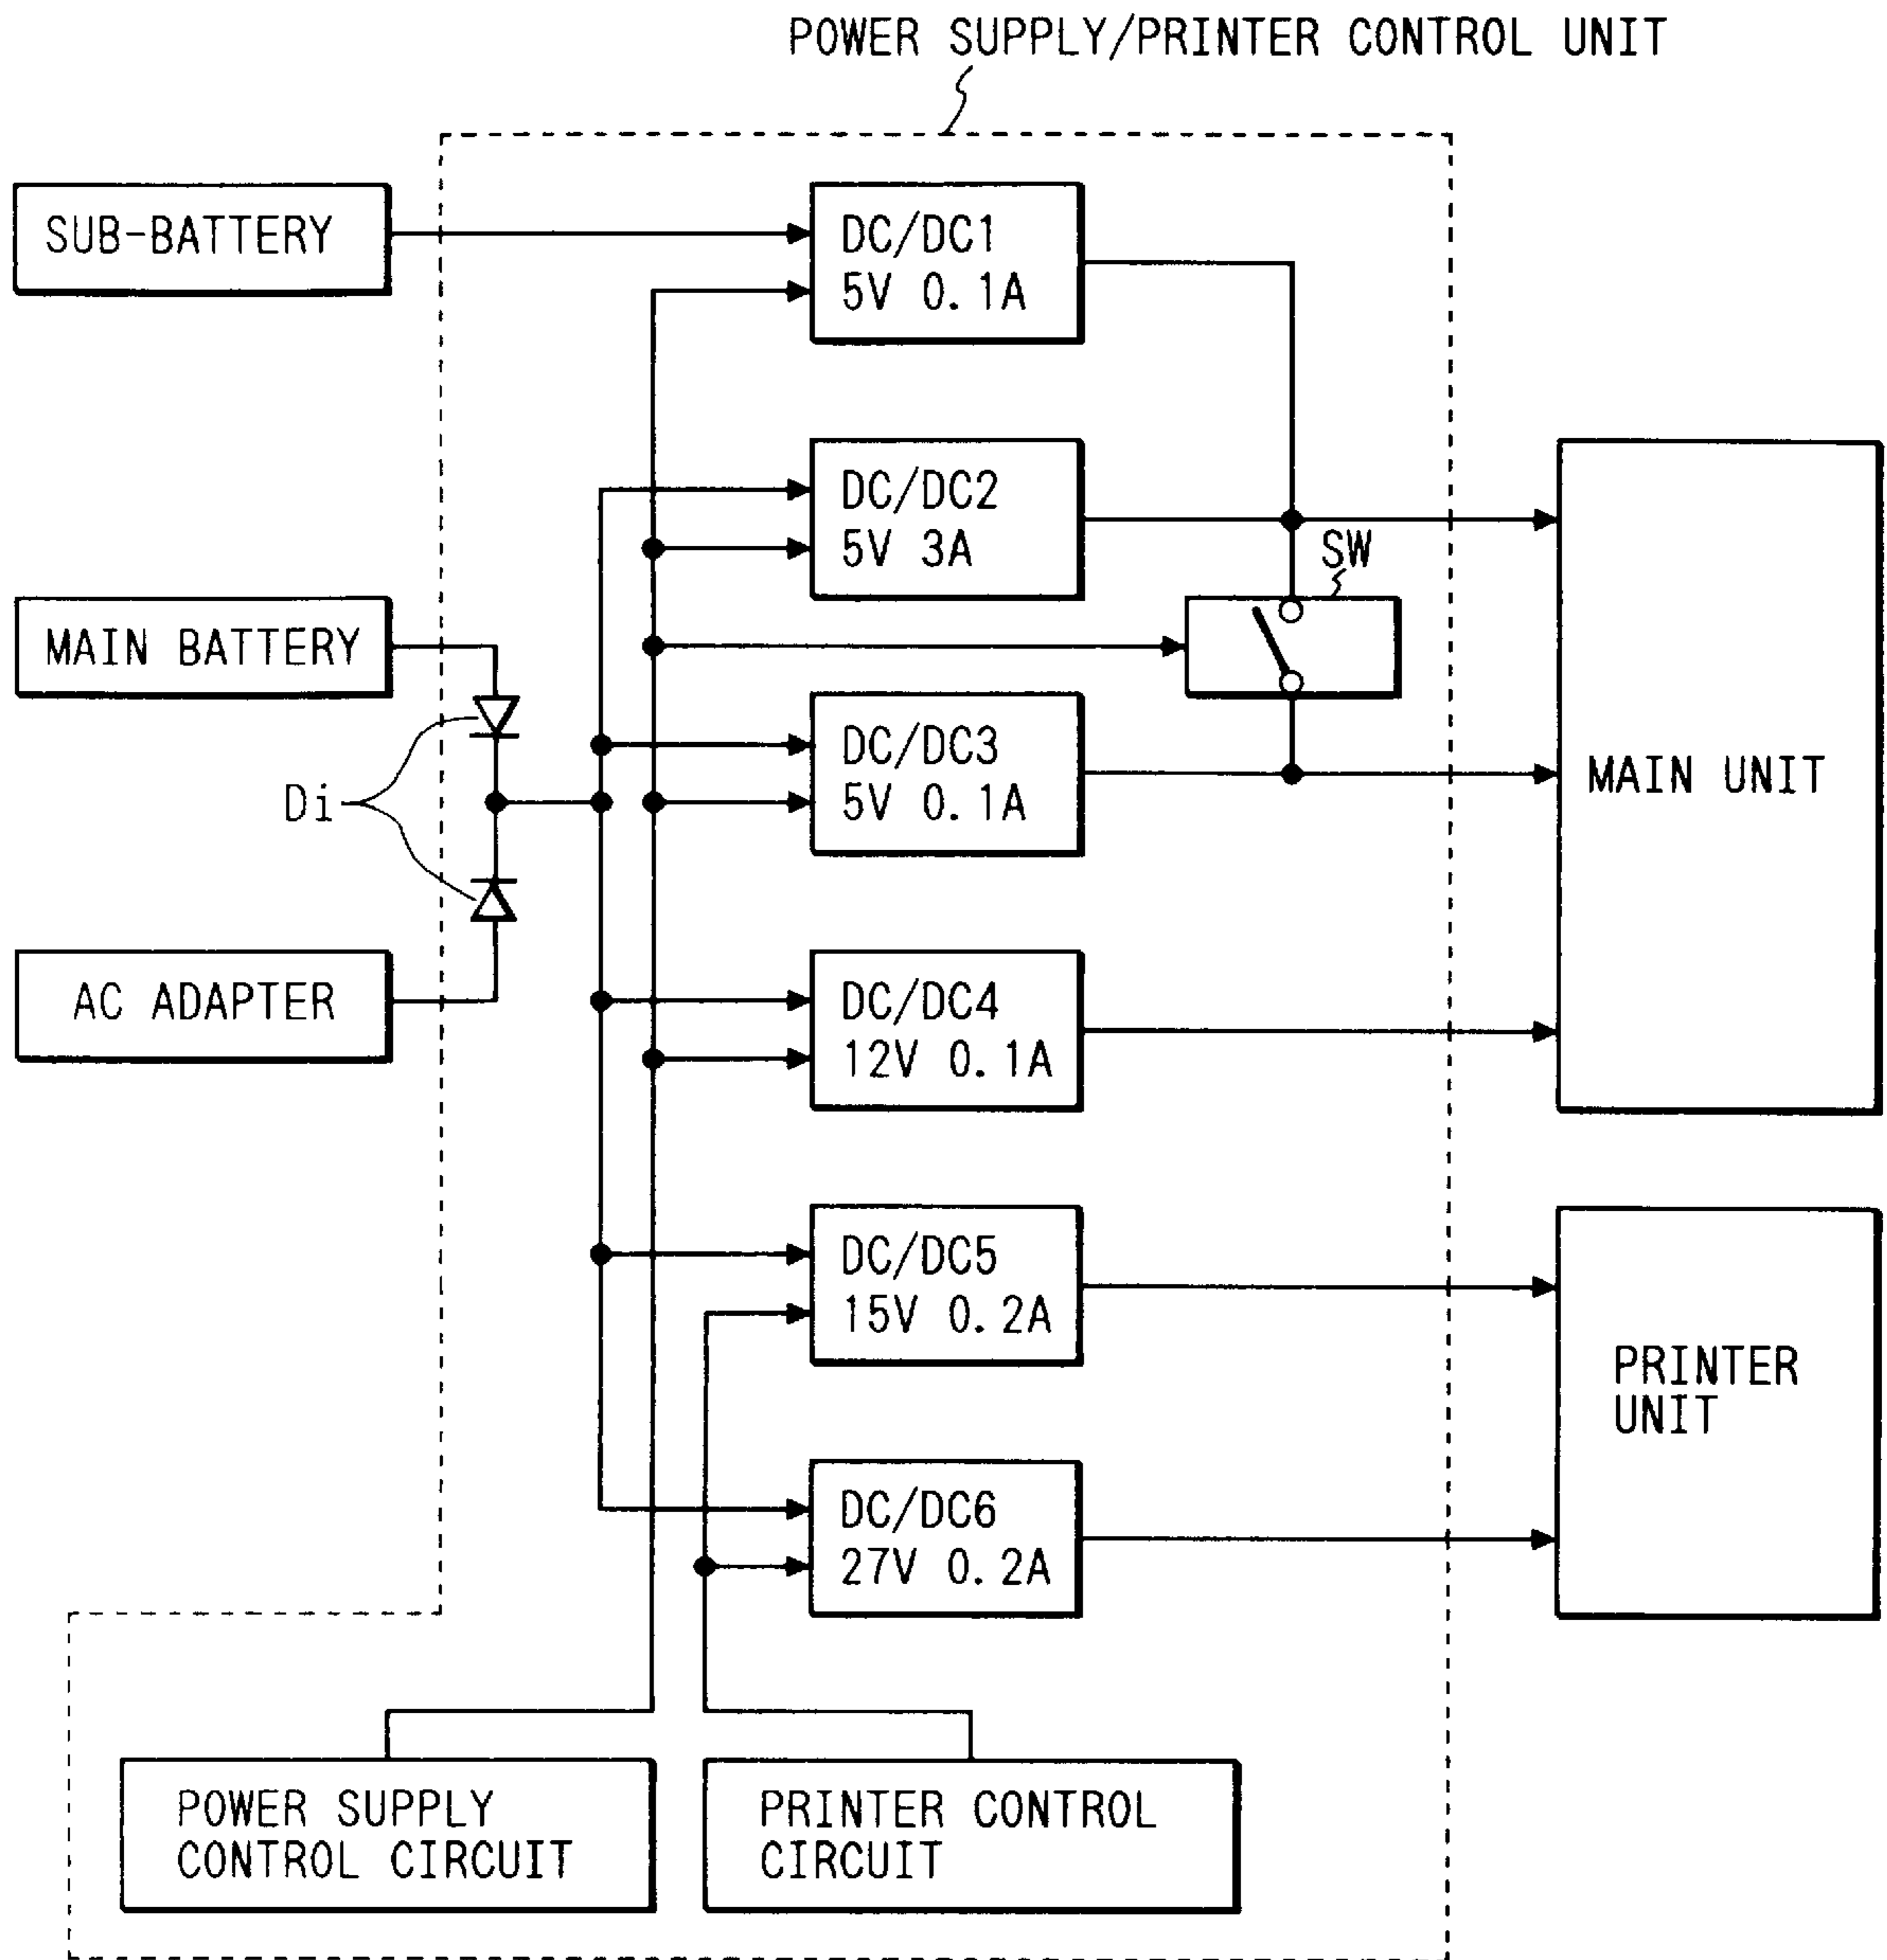 POWER SUPPLY/PRINTER CONTROL UNIT
SUB-BATTERY
DC/DC1
5V 0.1A
DC/DC2
5V 3A
SW
MAIN BATTERY
DC/DC3
5V 0.1A
MAIN UNIT
Di
AC ADAPTER
DC/DC4
12V 0.1A
DC/DC5
15V 0.2A
PRINTER
UNIT
DC/DC6
27V 0.2A
POWER SUPPLY
CONTROL CIRCUIT
PRINTER CONTROL
CIRCUIT